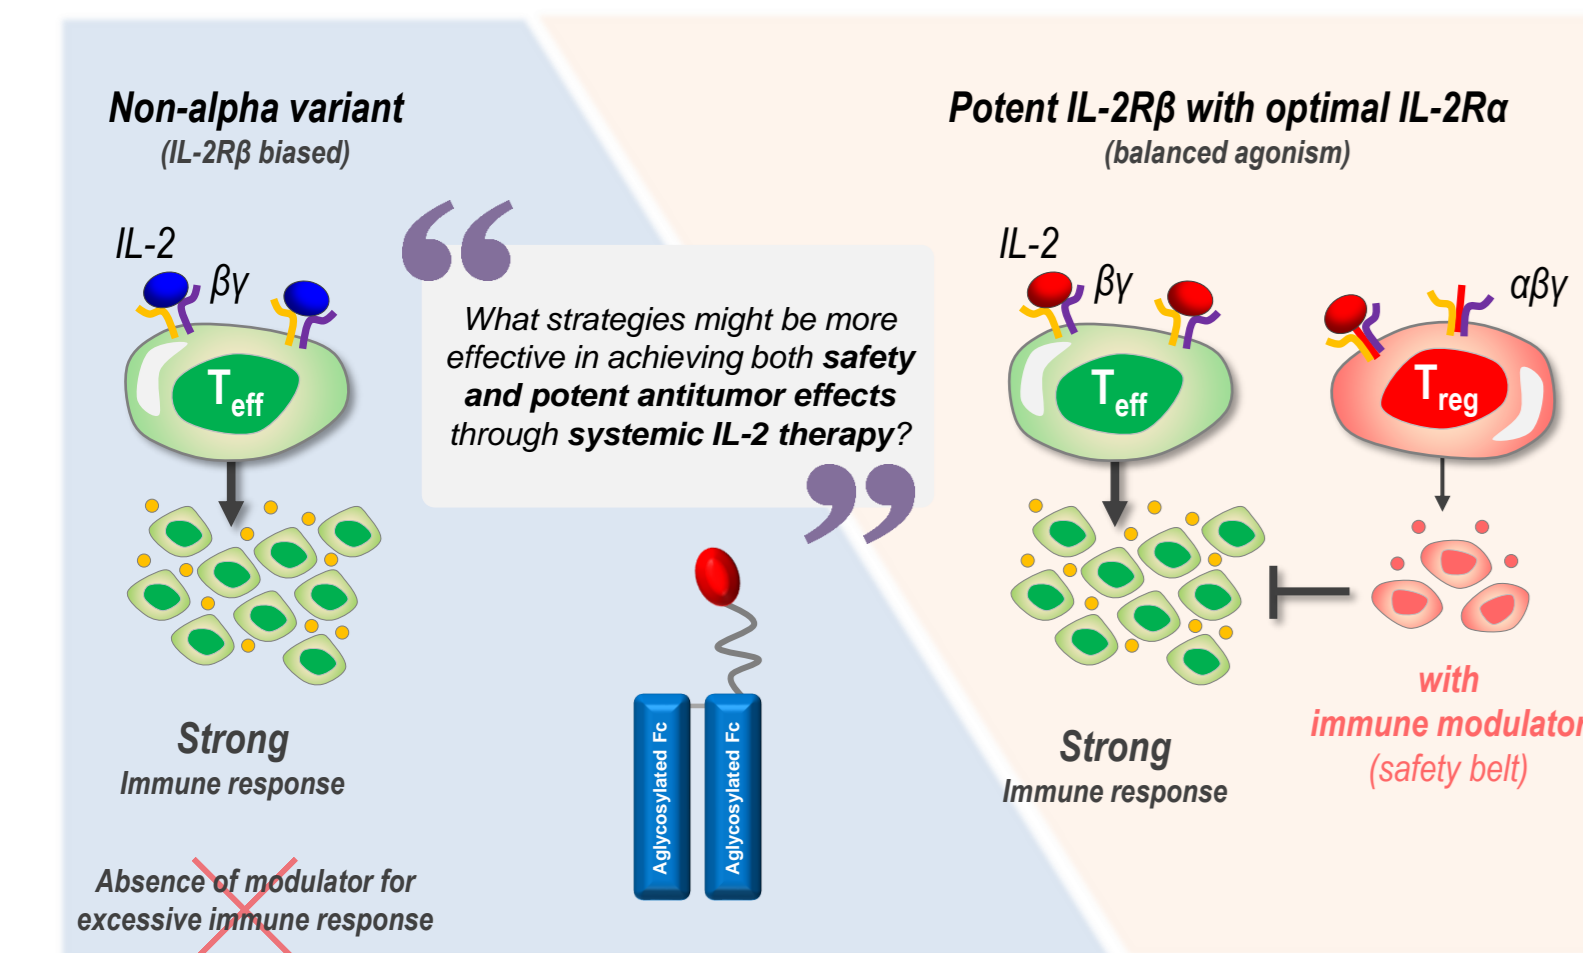 Non-alpha variant
(IL-2Rβ biased)
IL-2
βγ
Teff
Strong
Immune response
Absence of modulator for
excessive immune response
What strategies might be more
effective in achieving both safety
and potent antitumor effects
through systemic IL-2 therapy?
Aglycosylated Fc
Aglycosylated Fc
Potent IL-2Rβ with optimal IL-2Rα
(balanced agonism)
IL-2
βγ
αβγ
Teff
Treg
Strong
Immune response
with
immune modulator
(safety belt)